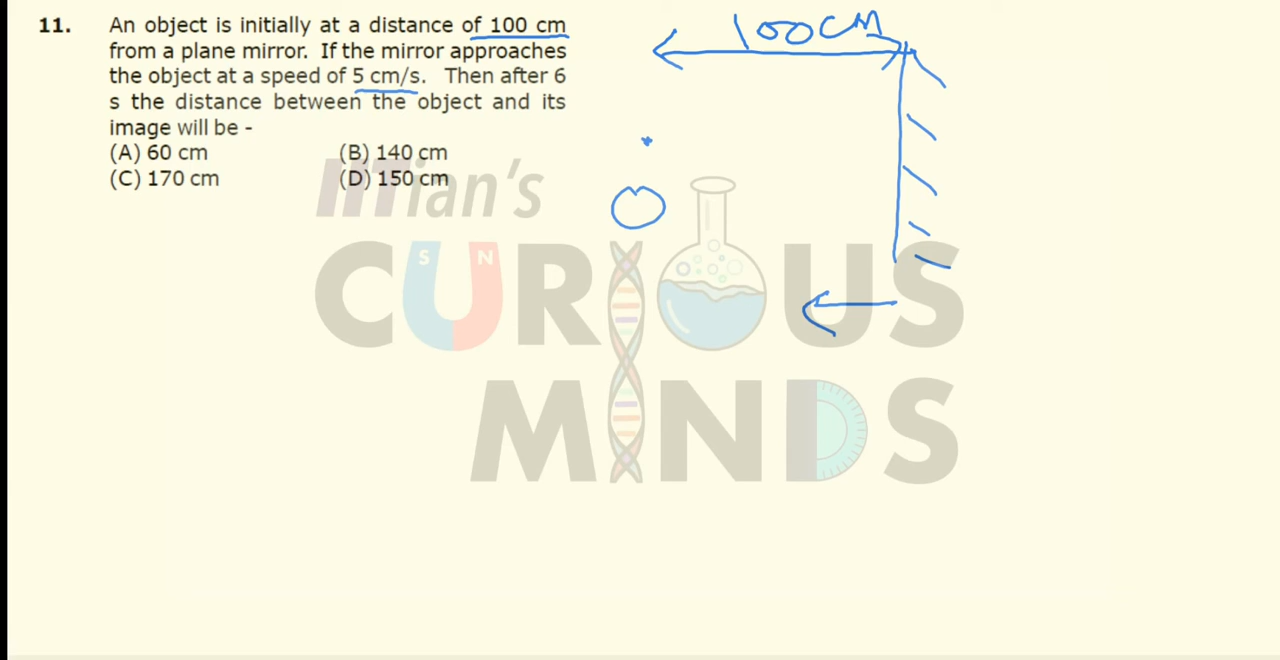 11. An object is initially at a distance of 100 cm
from a plane mirror. If the mirror approaches
the object at a speed of 5 cm/s. Then after 6
s the distance between the object and its
image will be -
(A) 60 cm (B) 140 cm
(C) 170 cm (D) 150 cm
100CM
O
IITian's
S N
CURIOUS
MINDS